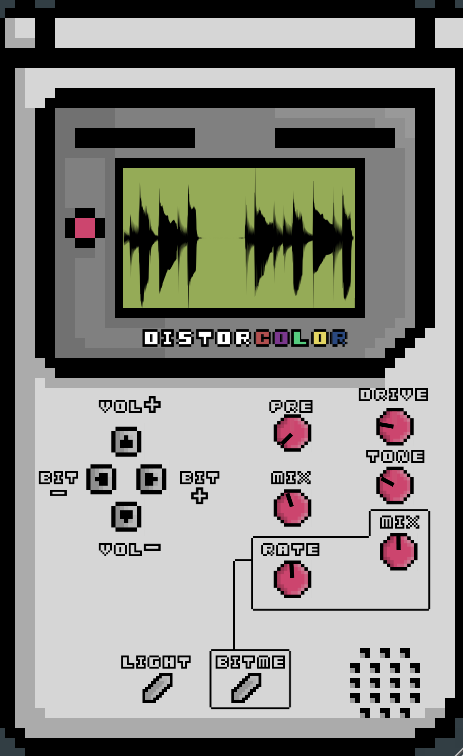 DISTORCOLOR
VOL+
PRE
DRIVE
TONE
BIT
-
BIT
+
MIX
VOL-
MIX
RATE
LIGHT
BITME